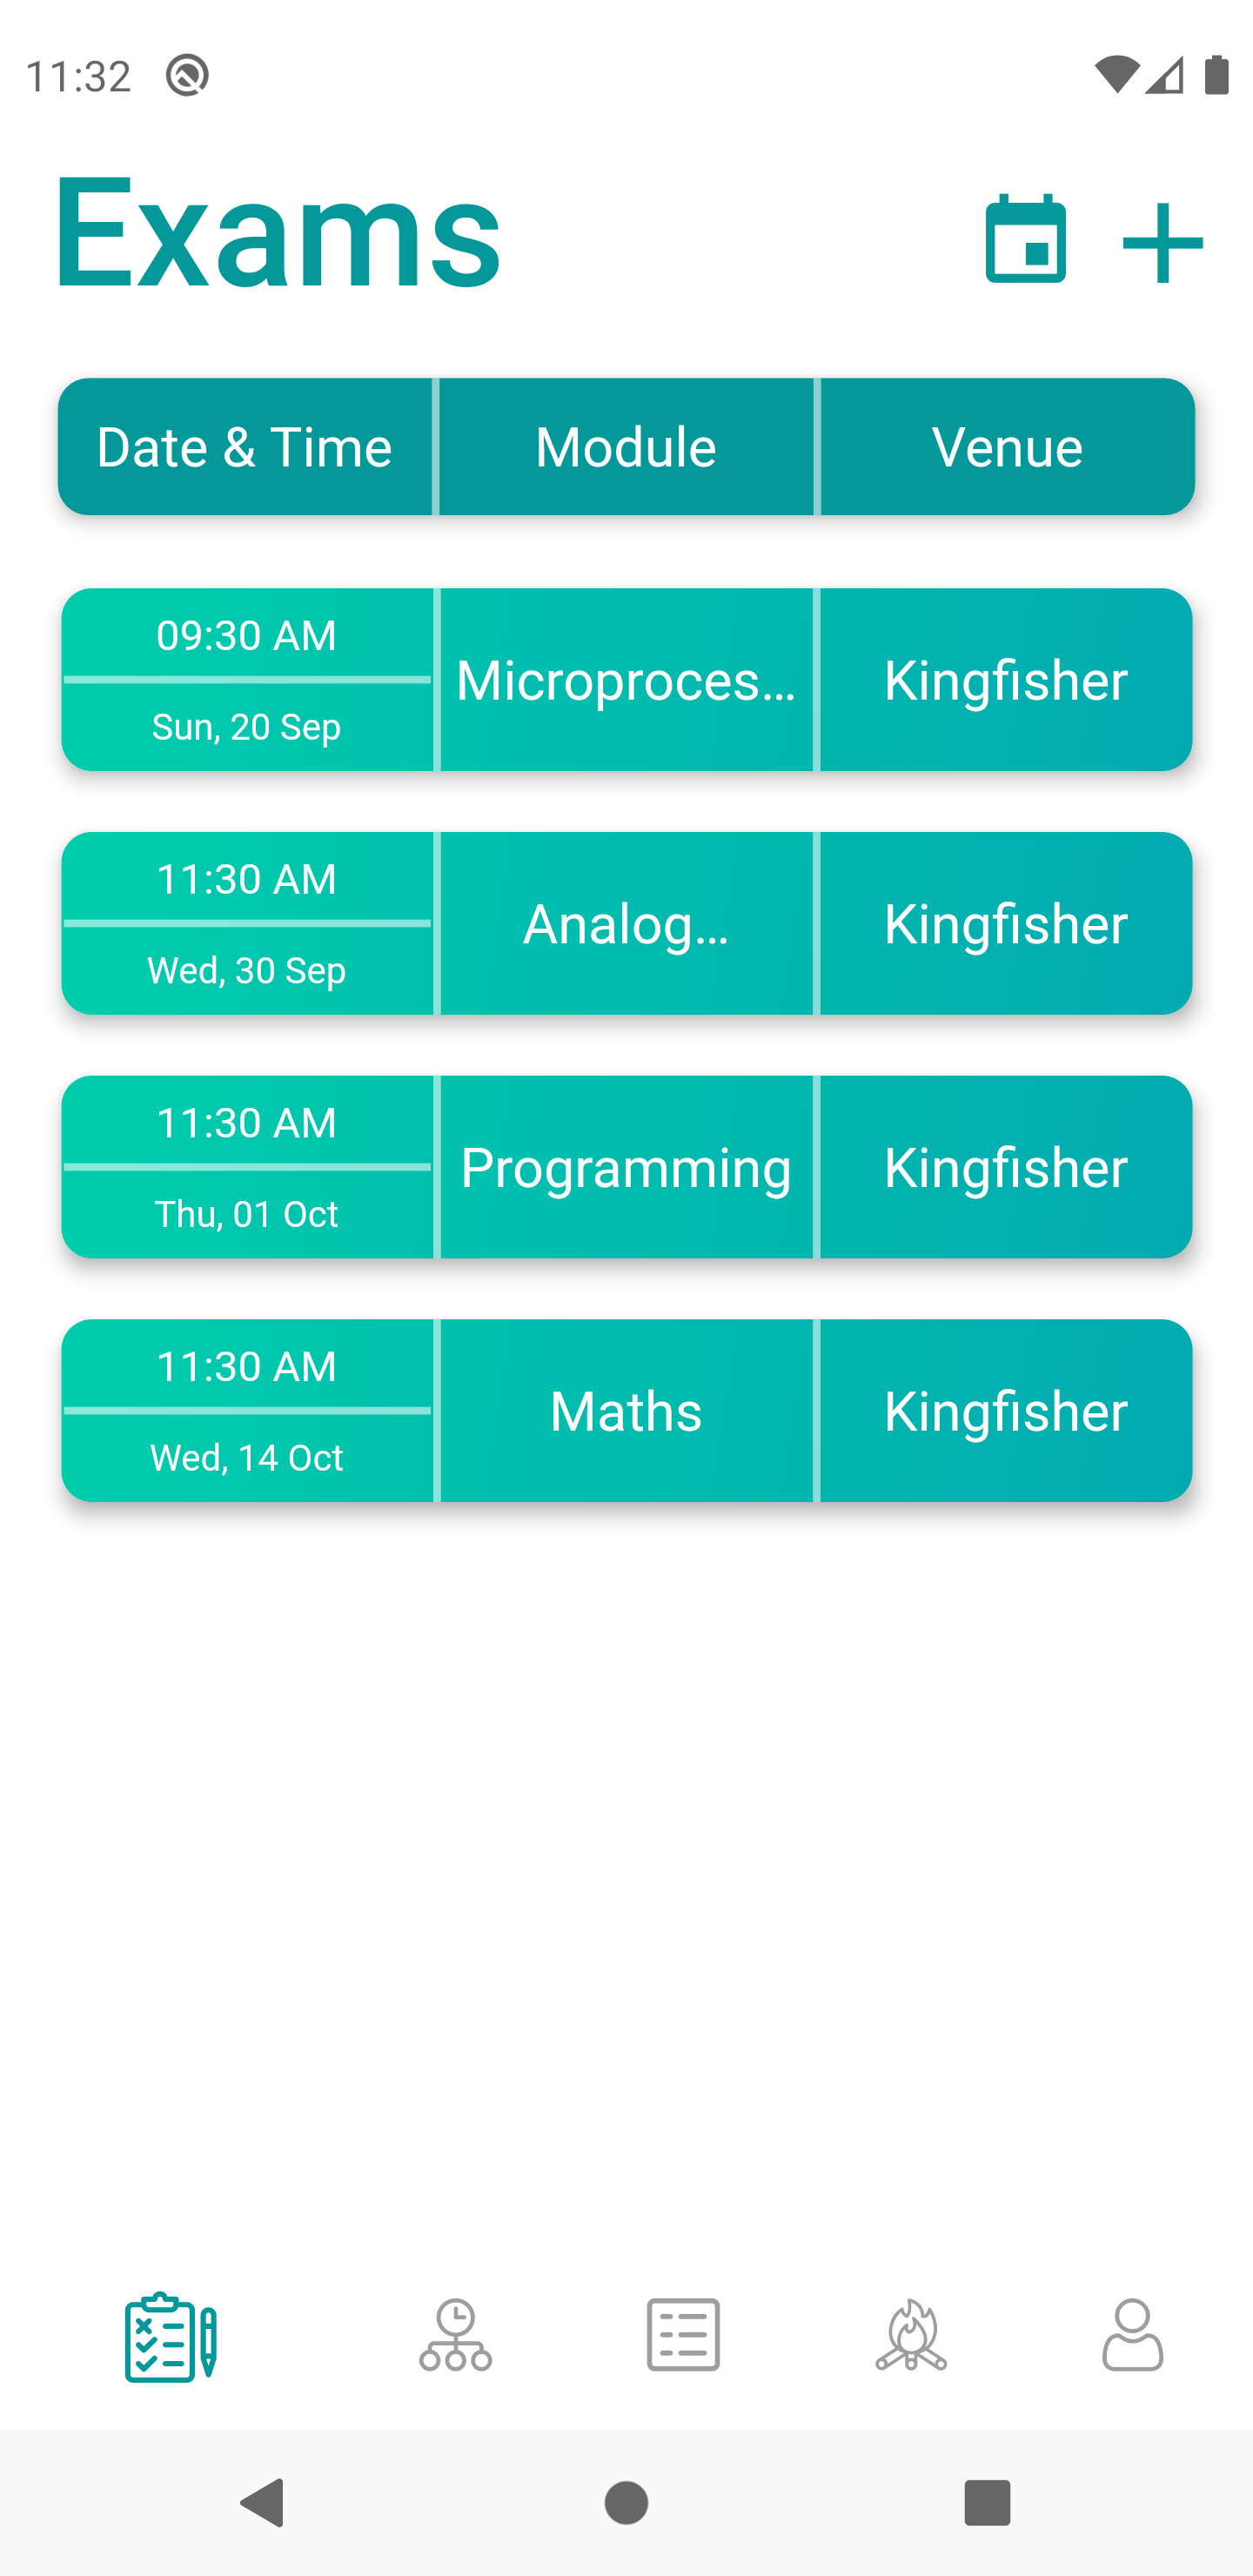 11:32
Exams
Date & Time
Module
Venue
09:30 AM
Sun, 20 Sep
Microproces...
Kingfisher
11:30 AM
Wed, 30 Sep
Analog...
Kingfisher
11:30 AM
Thu, 01 Oct
Programming
Kingfisher
11:30 AM
Wed, 14 Oct
Maths
Kingfisher